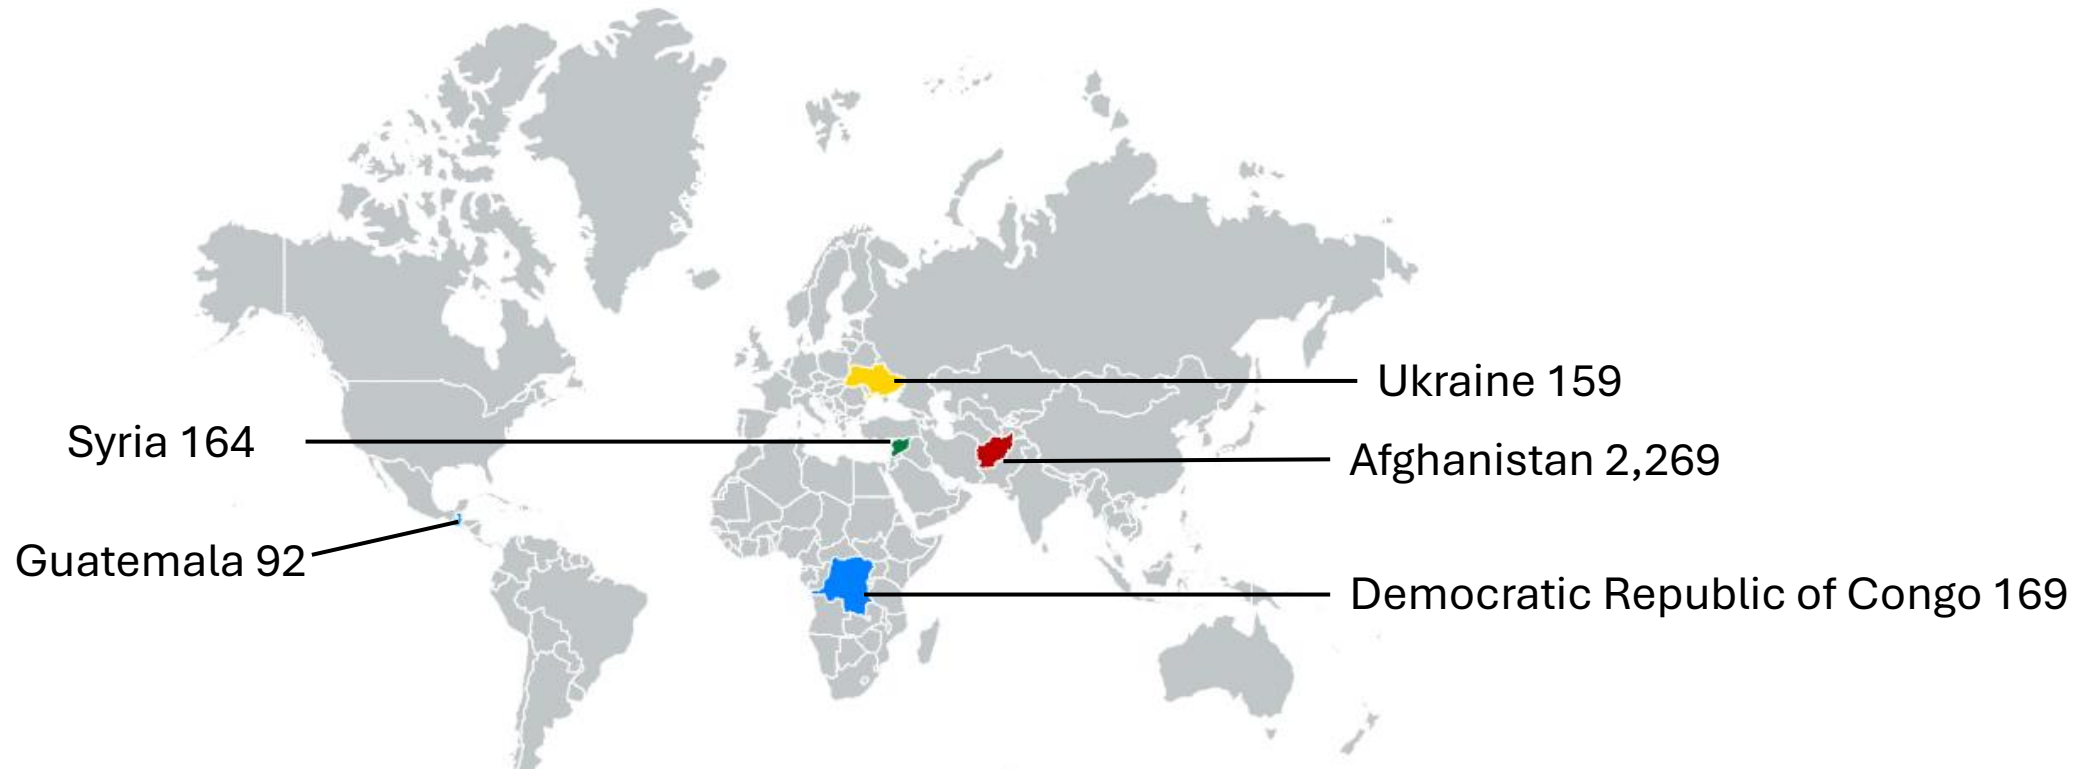 Ukraine 159
Syria 164
Afghanistan 2,269
Guatemala 92
Democratic Republic of Congo 169